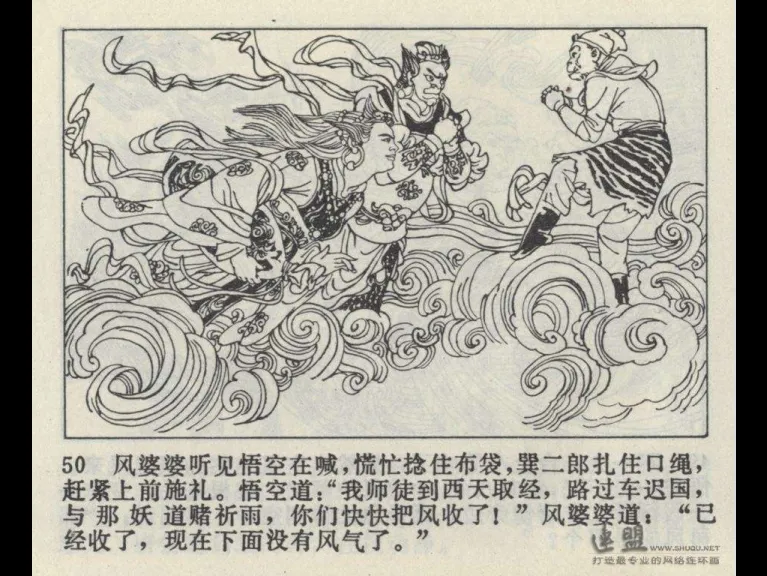 50 风婆婆听见悟空在喊，慌忙捻住布袋，巽二郎扎住口绳，
赶紧上前施礼。悟空道：“我师徒到西天取经，路过车迟国，
与那妖道赌祈雨，你们快快把风收了！”风婆婆道：“已
经收了，现在下面没有风气了。”
连盟 WWW.SHUQU.NET
打造最专业的网络连环画